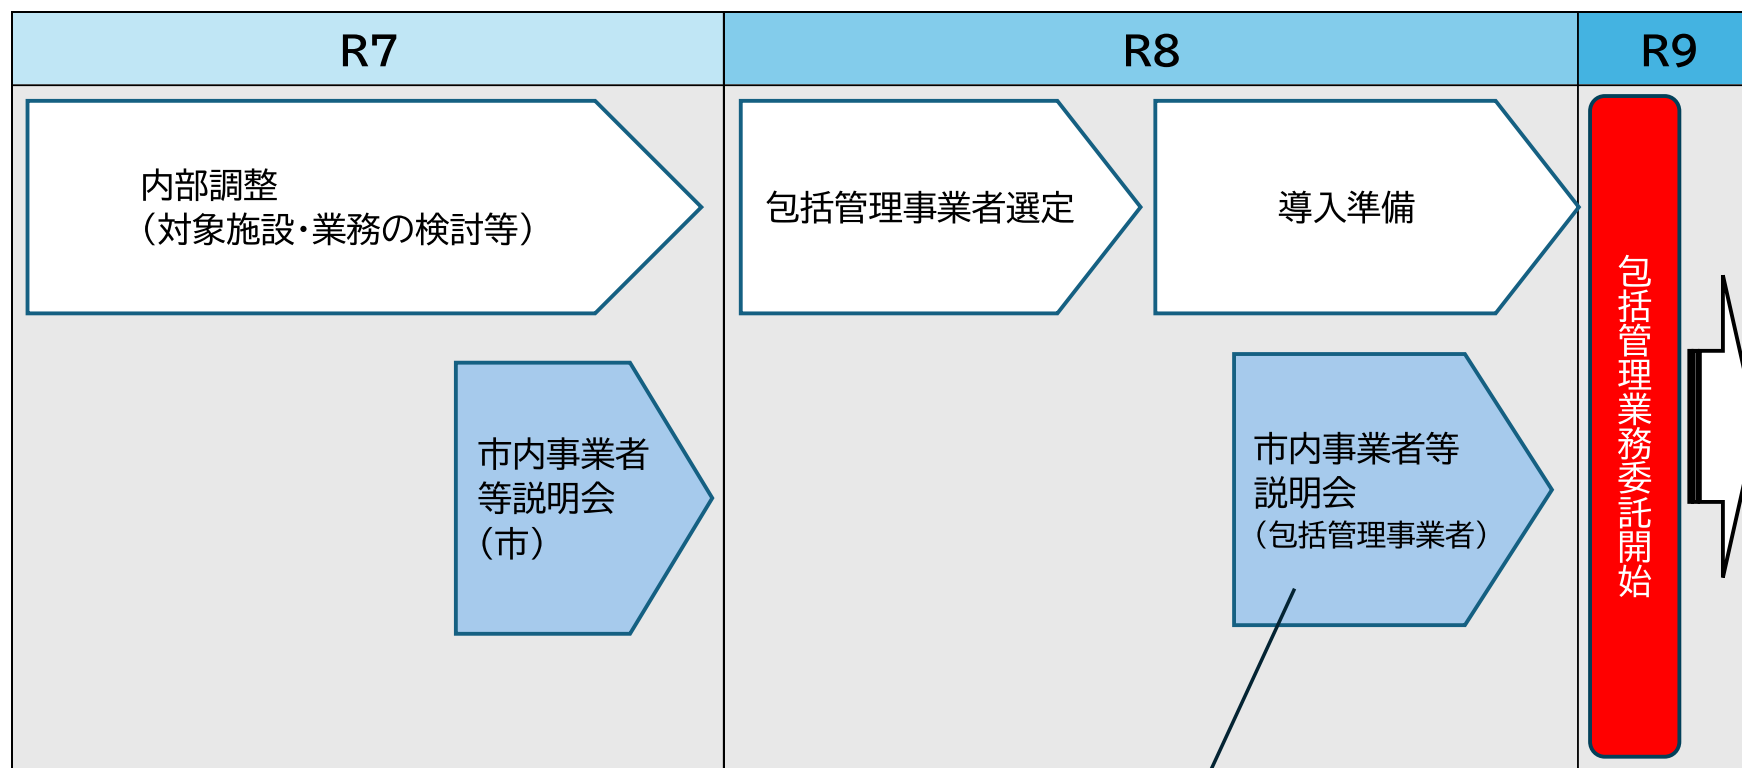 R7
R8
R9
内部調整
（対象施設・業務の検討等）
包括管理事業者選定
導入準備
市内事業者
等説明会
（市）
市内事業者等
説明会
（包括管理事業者）
包括管理業務委託開始